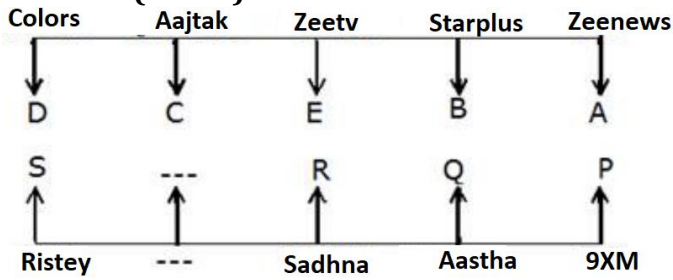 Colors Aajtak Zeetv Starplus Zeenews
D C E B A
S --- R Q P
Ristey --- Sadhna Aastha 9XM